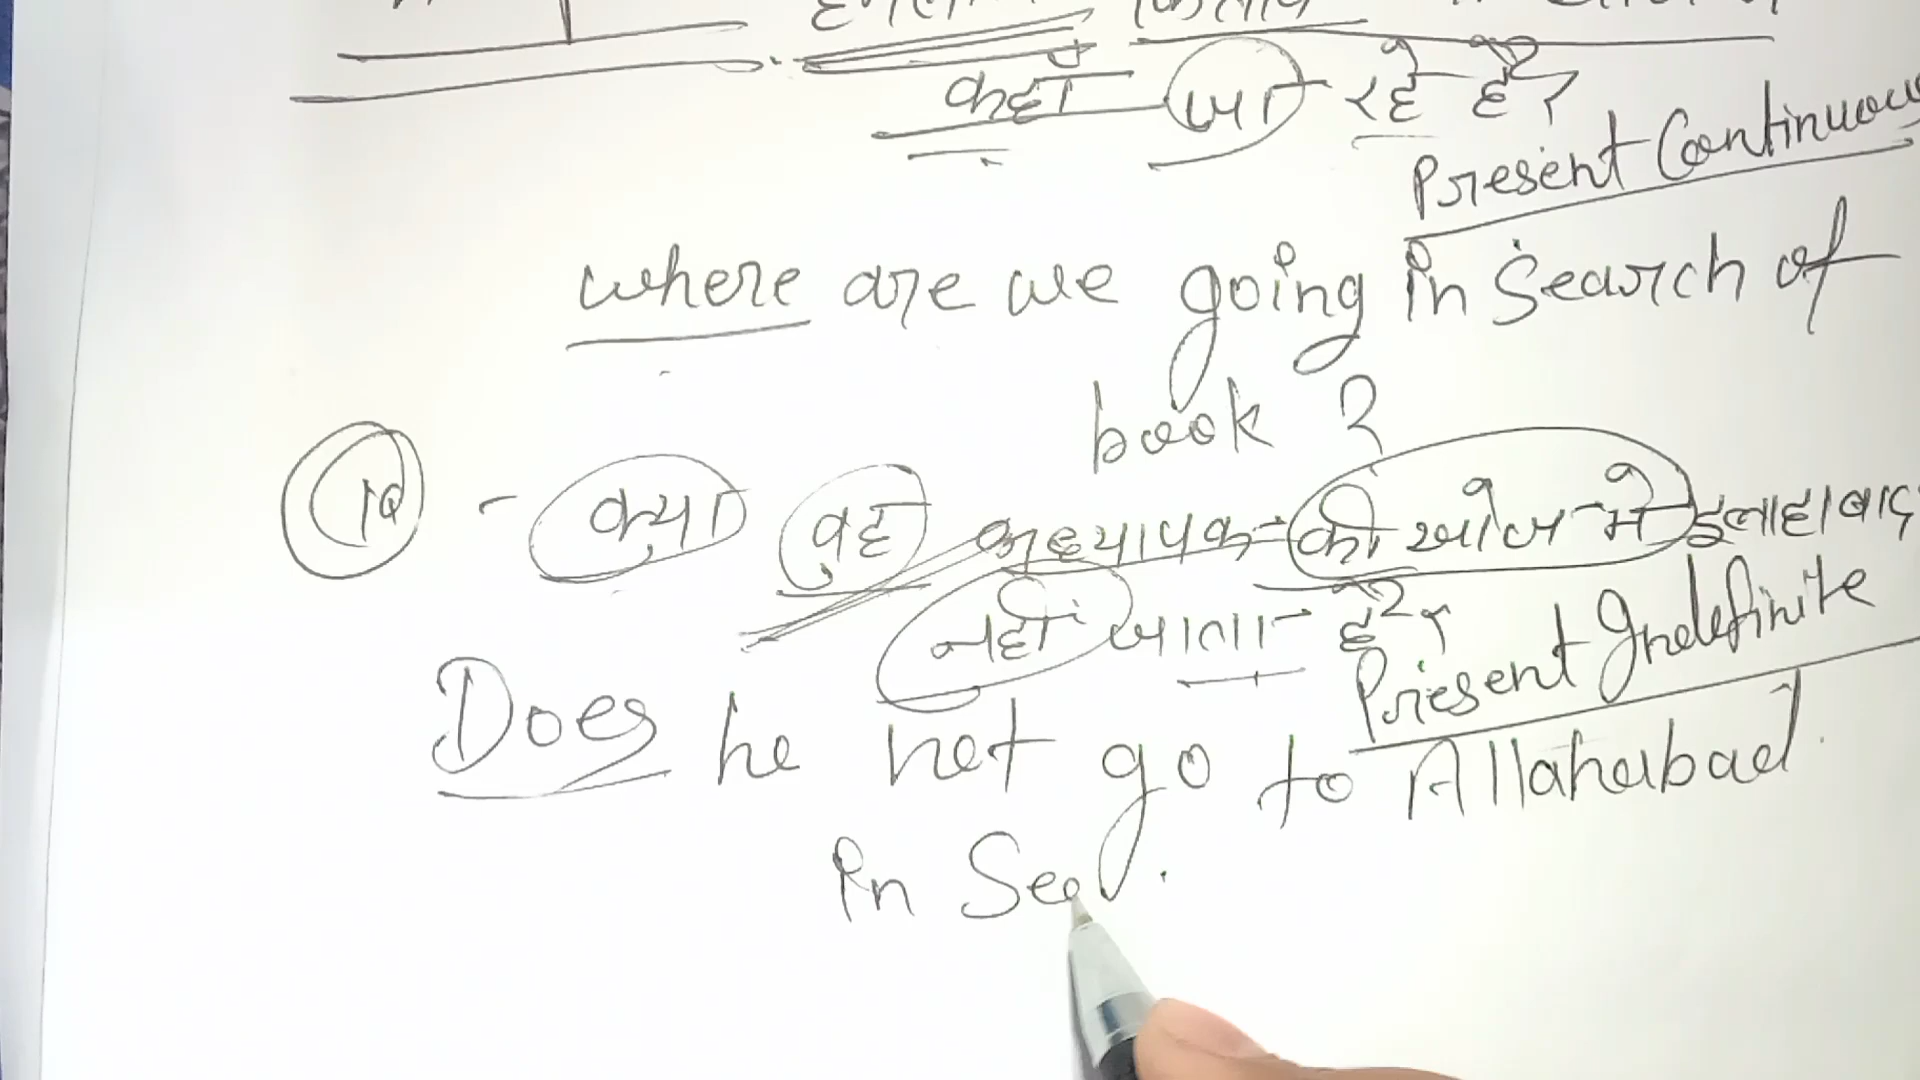 कहाँ जा रहे हैं?
Present Continuous
where are we going in Search of
book ?
10 - क्या वह अध्यापक की खोज में इलाहाबाद
नहीं जाता है?
Present Indefinite
Does he not go to Allahabad
in Sea